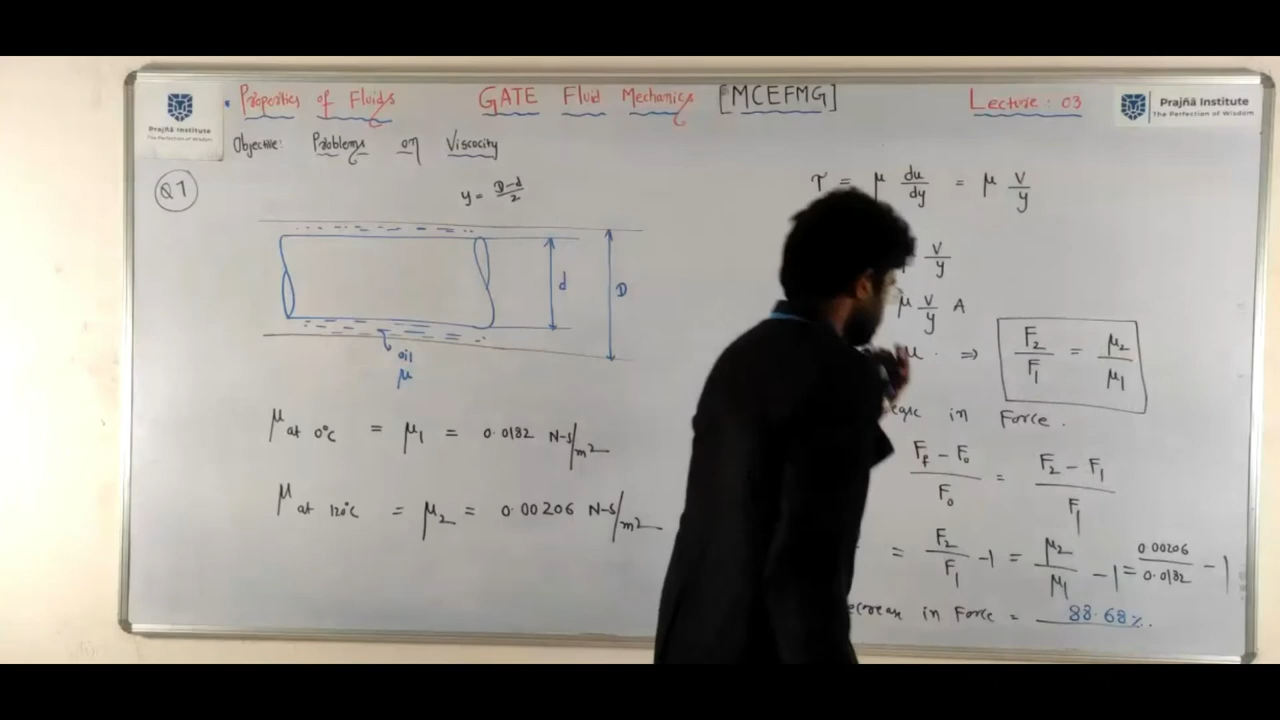 Properties of Fluids GATE Fluid Mechanics [MCEFMG] Lecture: 03
Prajñā Institute
The Perfection of Wisdom
Prajñā Institute
The Perfection of Wisdom
Objective: Problems on Viscocity
Q7
y = D-d/2
d
D
oil
μ
μ at 0°C = μ1 = 0.0182 N-S/m2
μ at 120°C = μ2 = 0.00206 N-S/m2
τ = μ du/dy = μ v/y
v/y
μ v/y A
μ. ⇒ F2/F1 = μ2/μ1
in Force.
Ff - F0/F0 = F2 - F1/F1
= F2/F1 - 1 = μ2/μ1 - 1 = 0.00206/0.0182 - 1
in Force = 88.68%.